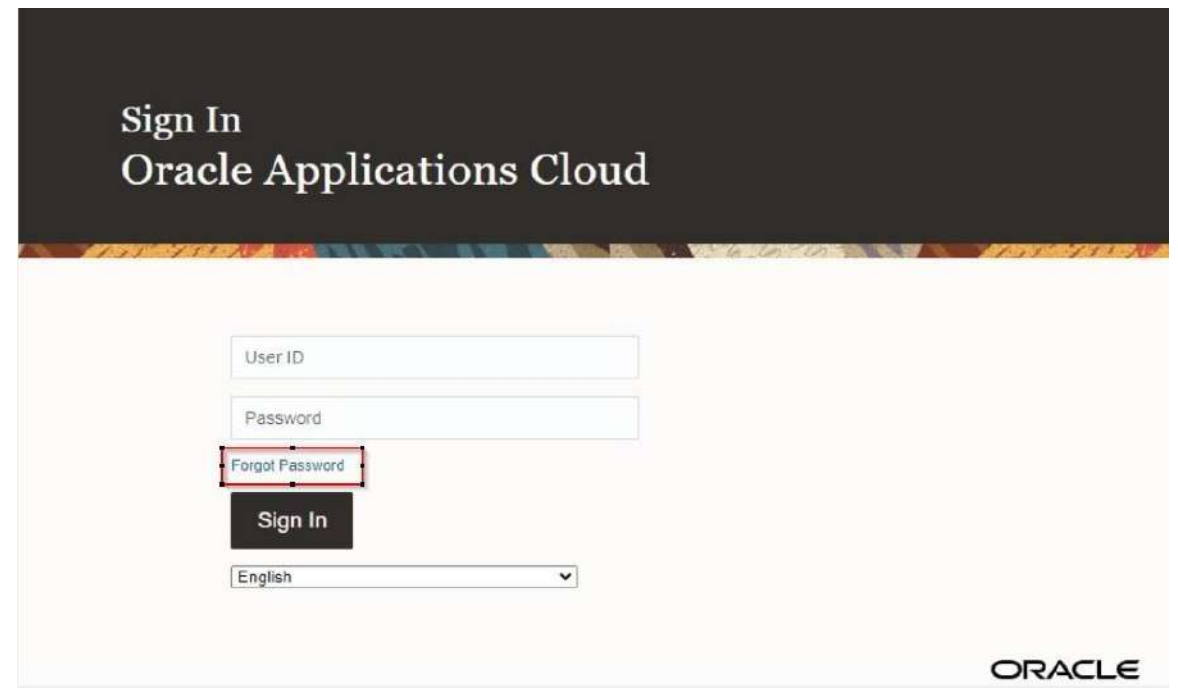 Sign In
Oracle Applications Cloud
User ID
Password
Forgot Password
Sign In
English
ORACLE